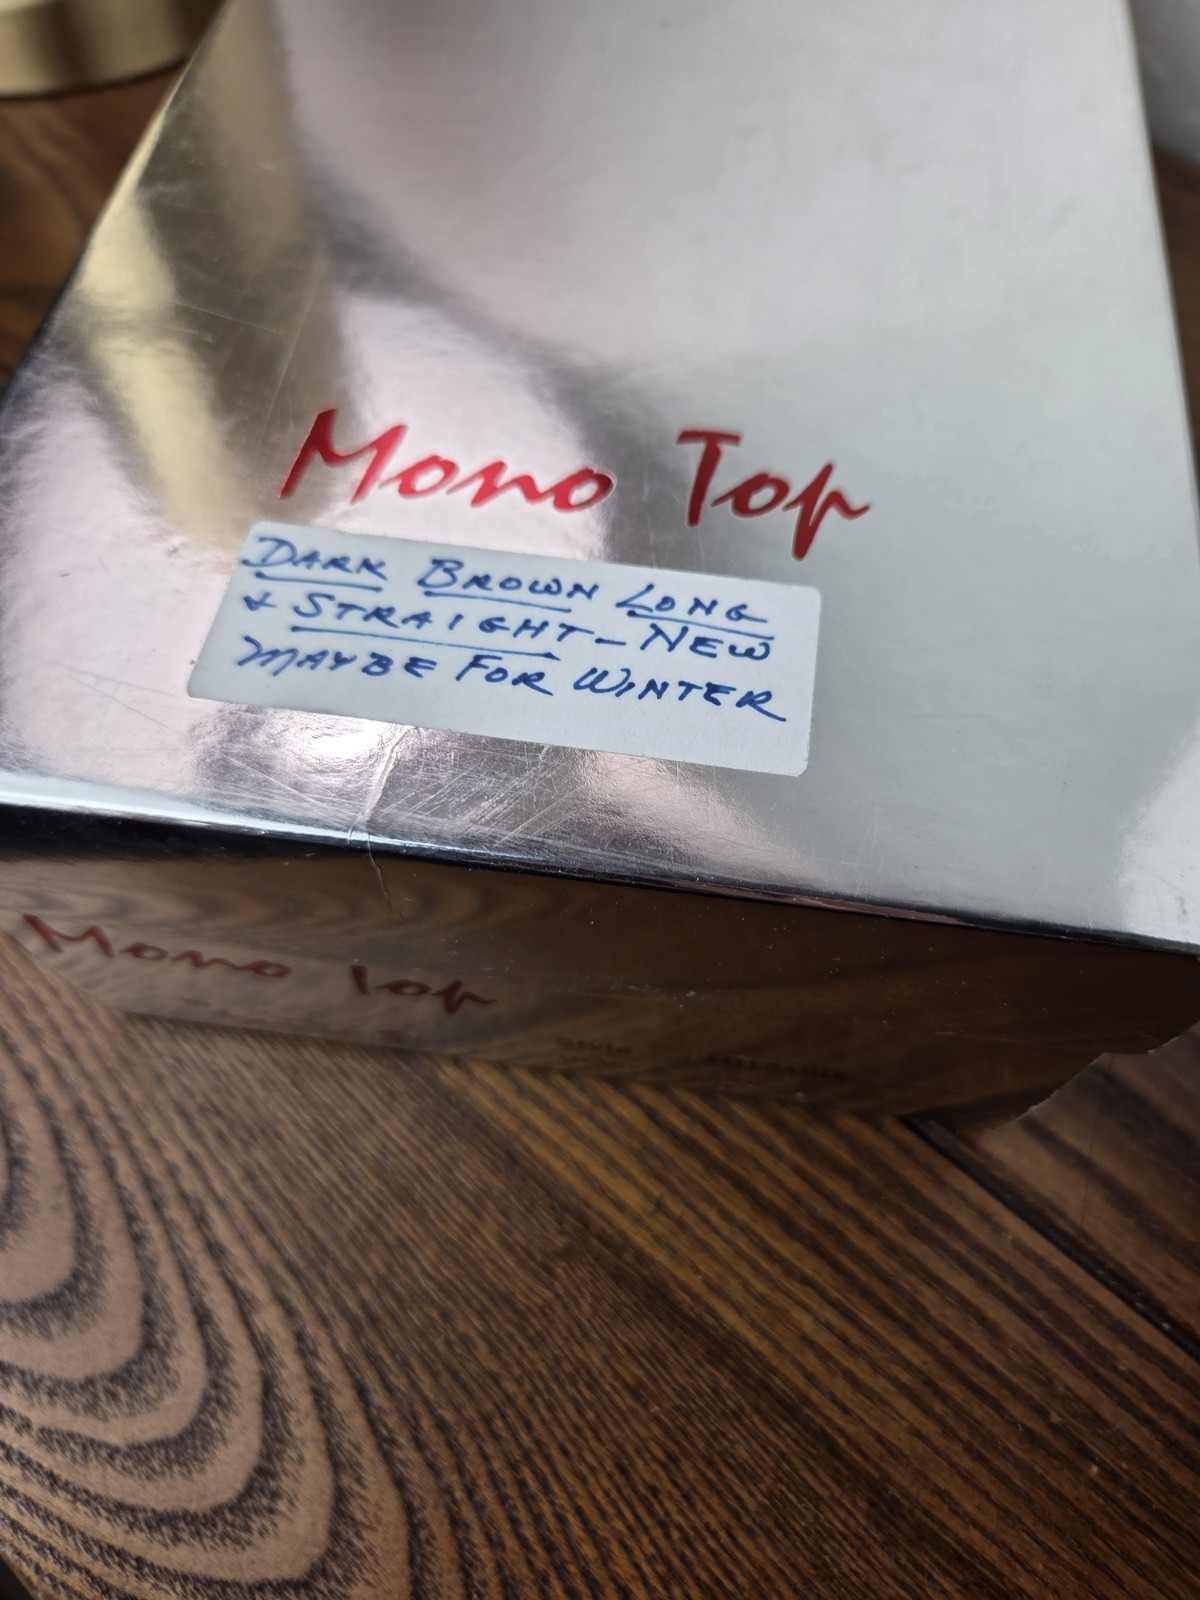 Mono Top
DARK BROWN LONG
& STRAIGHT - NEW
MAYBE FOR WINTER
Mono Top